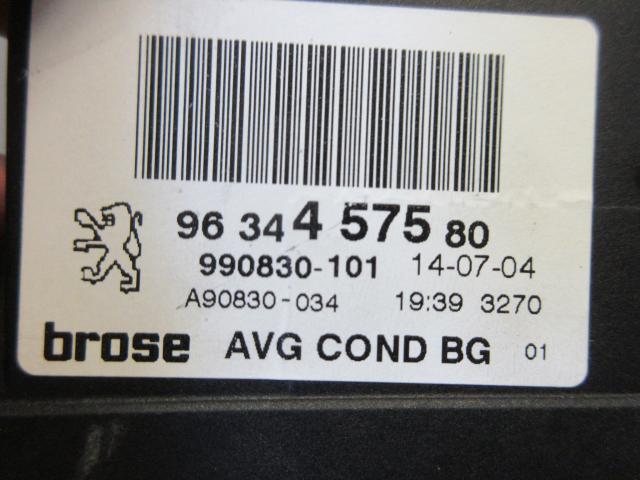 96 34 4 575 80
990830-101 14-07-04
A90830-034 19:39 3270
brose AVG COND BG 01